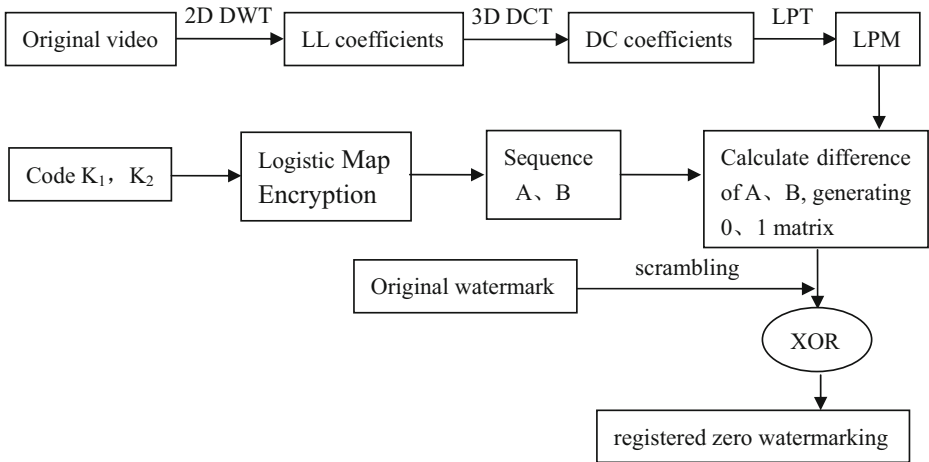 2D DWT
3D DCT
LPT
Original video
LL coefficients
DC coefficients
LPM
Code K₁，K₂
Logistic Map
Encryption
Sequence
A、B
Calculate difference
of A、B, generating
0、1 matrix
Original watermark
scrambling
XOR
registered zero watermarking